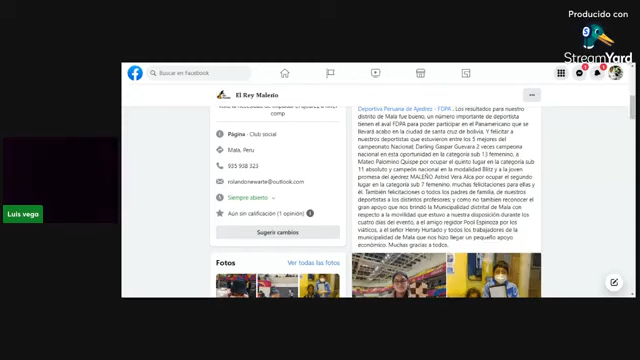 Producido con
StreamYard
Buscar en Facebook
El Rey Maleño
comp
Página · Club social
Mala, Peru
935 938 323
rolandonewarte@outlook.com
Siempre abierto
Aun sin calificación (1 opinión)
Sugerir cambios
Fotos
Ver todas las fotos
Deportiva Peruana de Ajedrez - FDPA . Los resultados para nuestro
distrito de Mala fue bueno, un número importante de deportista
tienen el aval FDPA para poder participar en el Panamericano que se
llevará acabo en ciudad de santa cruz de bolivia. Y felicitar a
nuestros deportistas que estuvieron entre los 5 mejores del
campeonato Nacional: Darling Gaspar Guevara 2 veces campeona
nacional en esta oportunidad en la categoría sub 13 femenino, a
Mateo Palomino Quispe por ocupar el quinto lugar en la categoría sub
11 absoluto y campeón nacional en la modalidad Blitz y a la joven
promesa del ajedrez MALEÑO Astrid Vera Alca por ocupar el segundo
lugar en la categoría sub 7 femenino, muchas felicitaciones para ellas y
él. También felicitaciones o todos los padres de familia, de
nuestros deportistas a los distintos profesores; y como no tambien reconocer el
gran apoyo que nos brindó la Municipalidad distrital de Mala con
respecto a la movilidad que estuvo a nuestra disposición durante los
cuatro días del evento, a el amigo regidor Pool Espinoza por los
viáticos, a el señor Henry Hurtado y todos los trabajadores de la
municipalidad de Mala que nos hizo llegar un pequeño apoyo
económico. Muchas gracias a todos.
Luis vega